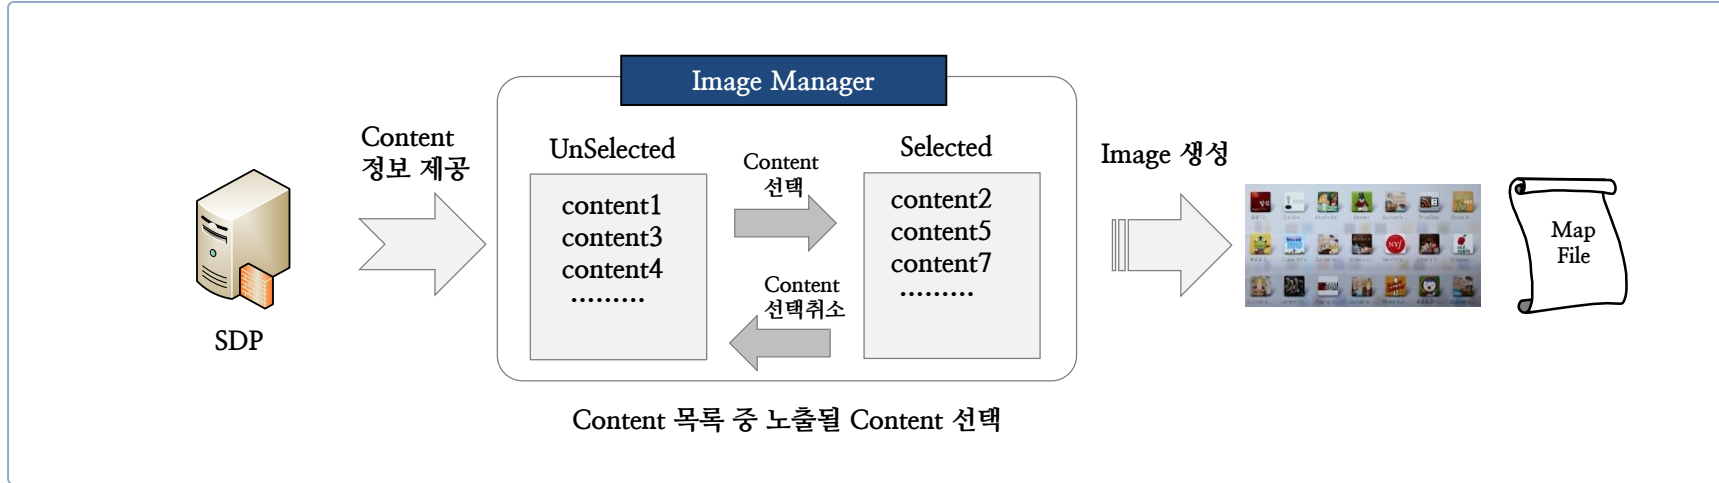 Image Manager
Content
정보 제공
UnSelected
Content
선택
Selected
Image 생성
content1
content3
content4
.........
content2
content5
content7
.........
Content
선택취소
Map
File
SDP
Content 목록 중 노출될 Content 선택